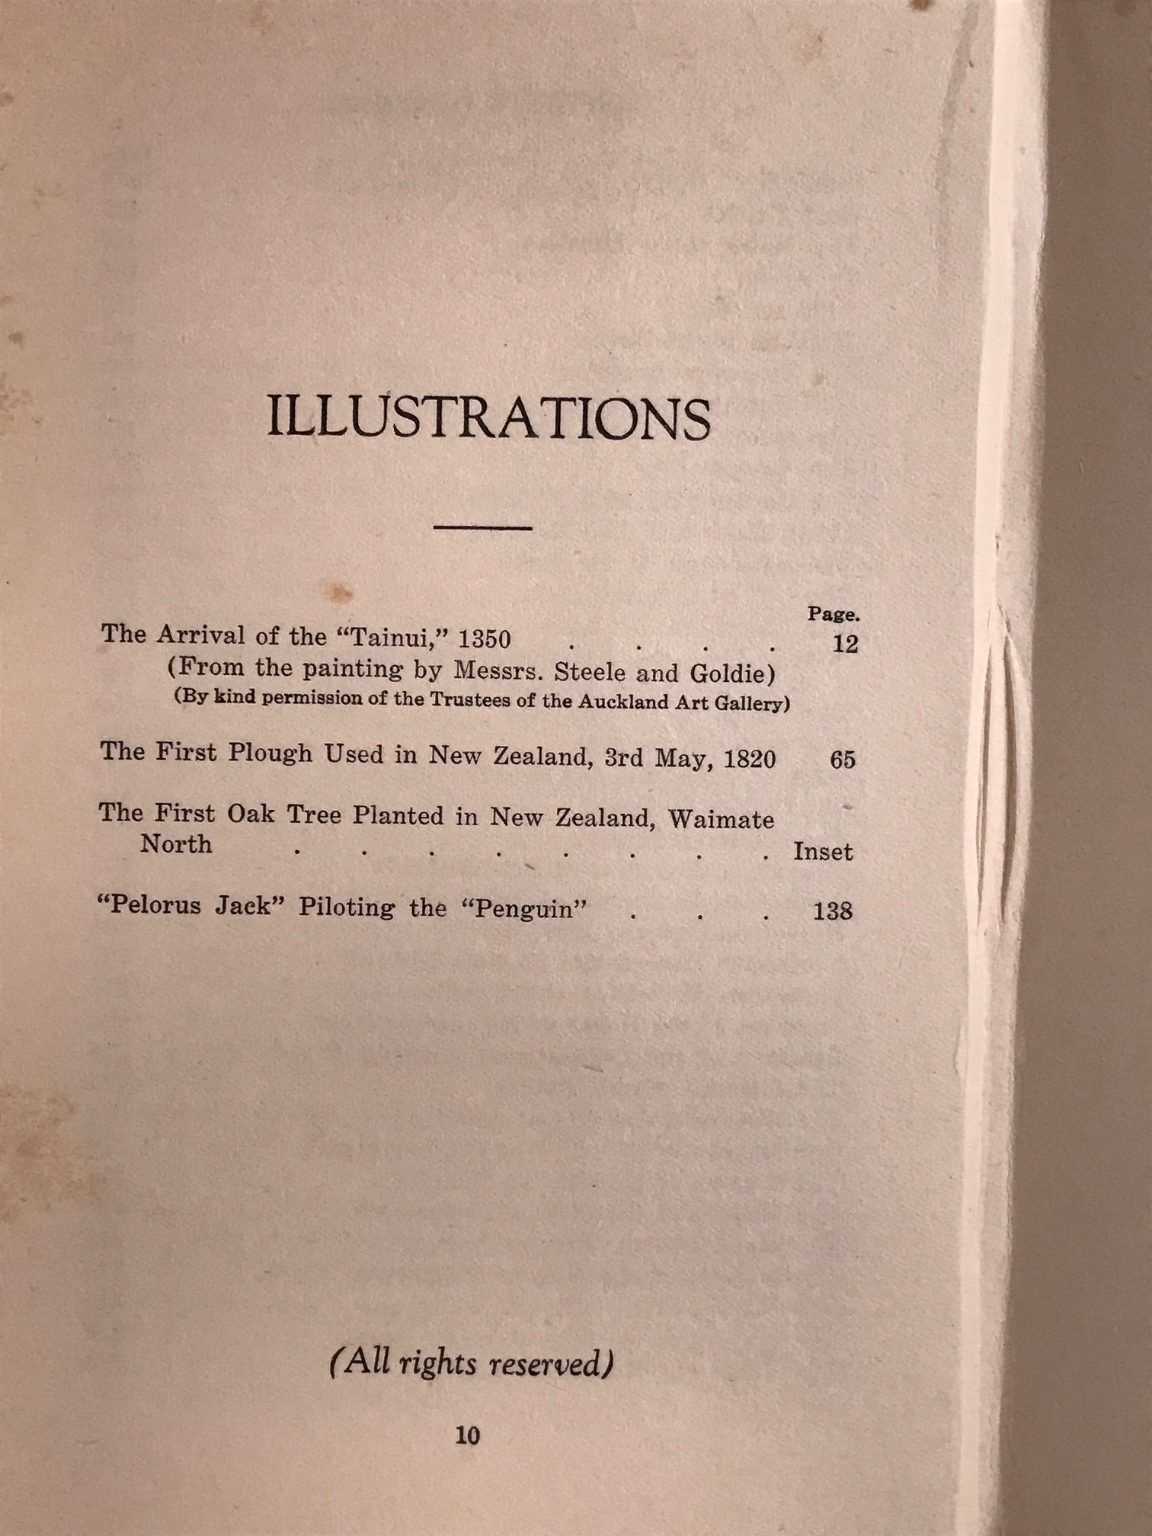 ILLUSTRATIONS
Page.
The Arrival of the “Tainui,” 1350 . . . . 12
(From the painting by Messrs. Steele and Goldie)
(By kind permission of the Trustees of the Auckland Art Gallery)
The First Plough Used in New Zealand, 3rd May, 1820 65
The First Oak Tree Planted in New Zealand, Waimate
North . . . . . . . . Inset
“Pelorus Jack” Piloting the “Penguin” . . . 138
(All rights reserved)
10